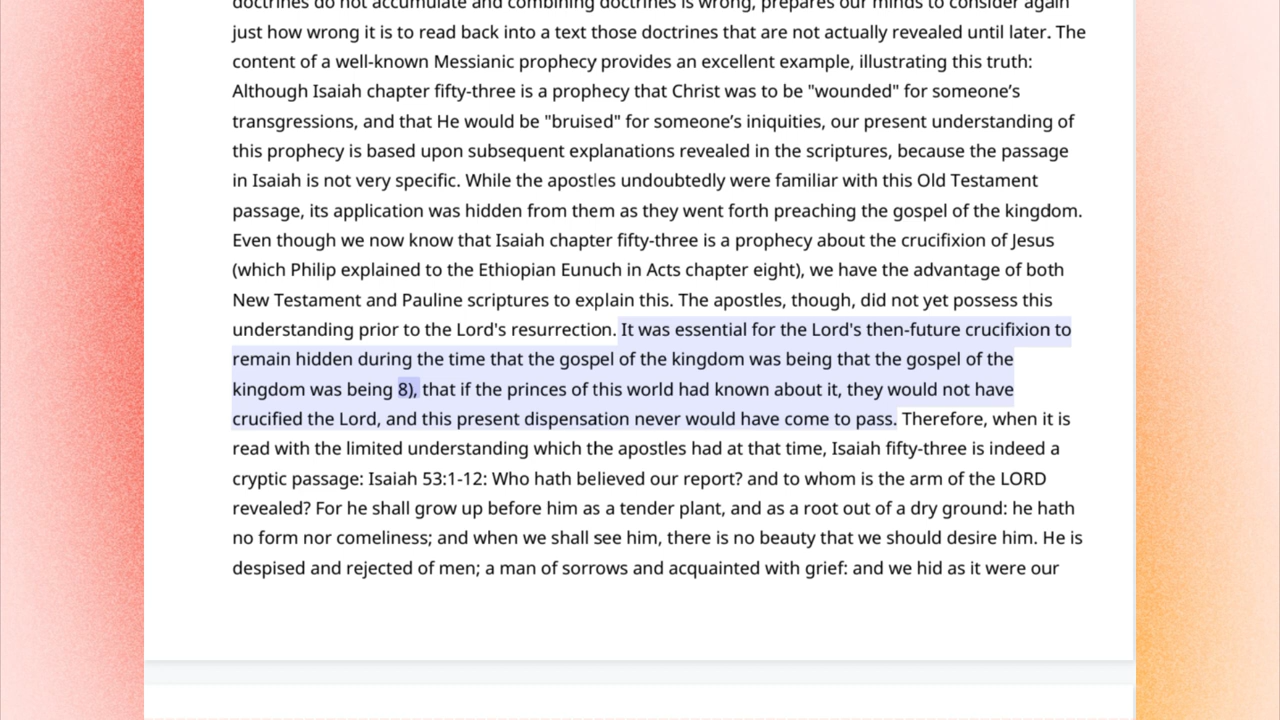 doctrines do not accumulate and combining doctrines is wrong, prepares our minds to consider again
just how wrong it is to read back into a text those doctrines that are not actually revealed until later. The
content of a well-known Messianic prophecy provides an excellent example, illustrating this truth:
Although Isaiah chapter fifty-three is a prophecy that Christ was to be "wounded" for someone’s
transgressions, and that He would be "bruised" for someone’s iniquities, our present understanding of
this prophecy is based upon subsequent explanations revealed in the scriptures, because the passage
in Isaiah is not very specific. While the apostles undoubtedly were familiar with this Old Testament
passage, its application was hidden from them as they went forth preaching the gospel of the kingdom.
Even though we now know that Isaiah chapter fifty-three is a prophecy about the crucifixion of Jesus
(which Philip explained to the Ethiopian Eunuch in Acts chapter eight), we have the advantage of both
New Testament and Pauline scriptures to explain this. The apostles, though, did not yet possess this
understanding prior to the Lord's resurrection. It was essential for the Lord's then-future crucifixion to
remain hidden during the time that the gospel of the kingdom was being that the gospel of the
kingdom was being 8), that if the princes of this world had known about it, they would not have
crucified the Lord, and this present dispensation never would have come to pass. Therefore, when it is
read with the limited understanding which the apostles had at that time, Isaiah fifty-three is indeed a
cryptic passage: Isaiah 53:1-12: Who hath believed our report? and to whom is the arm of the LORD
revealed? For he shall grow up before him as a tender plant, and as a root out of a dry ground: he hath
no form nor comeliness; and when we shall see him, there is no beauty that we should desire him. He is
despised and rejected of men; a man of sorrows and acquainted with grief: and we hid as it were our